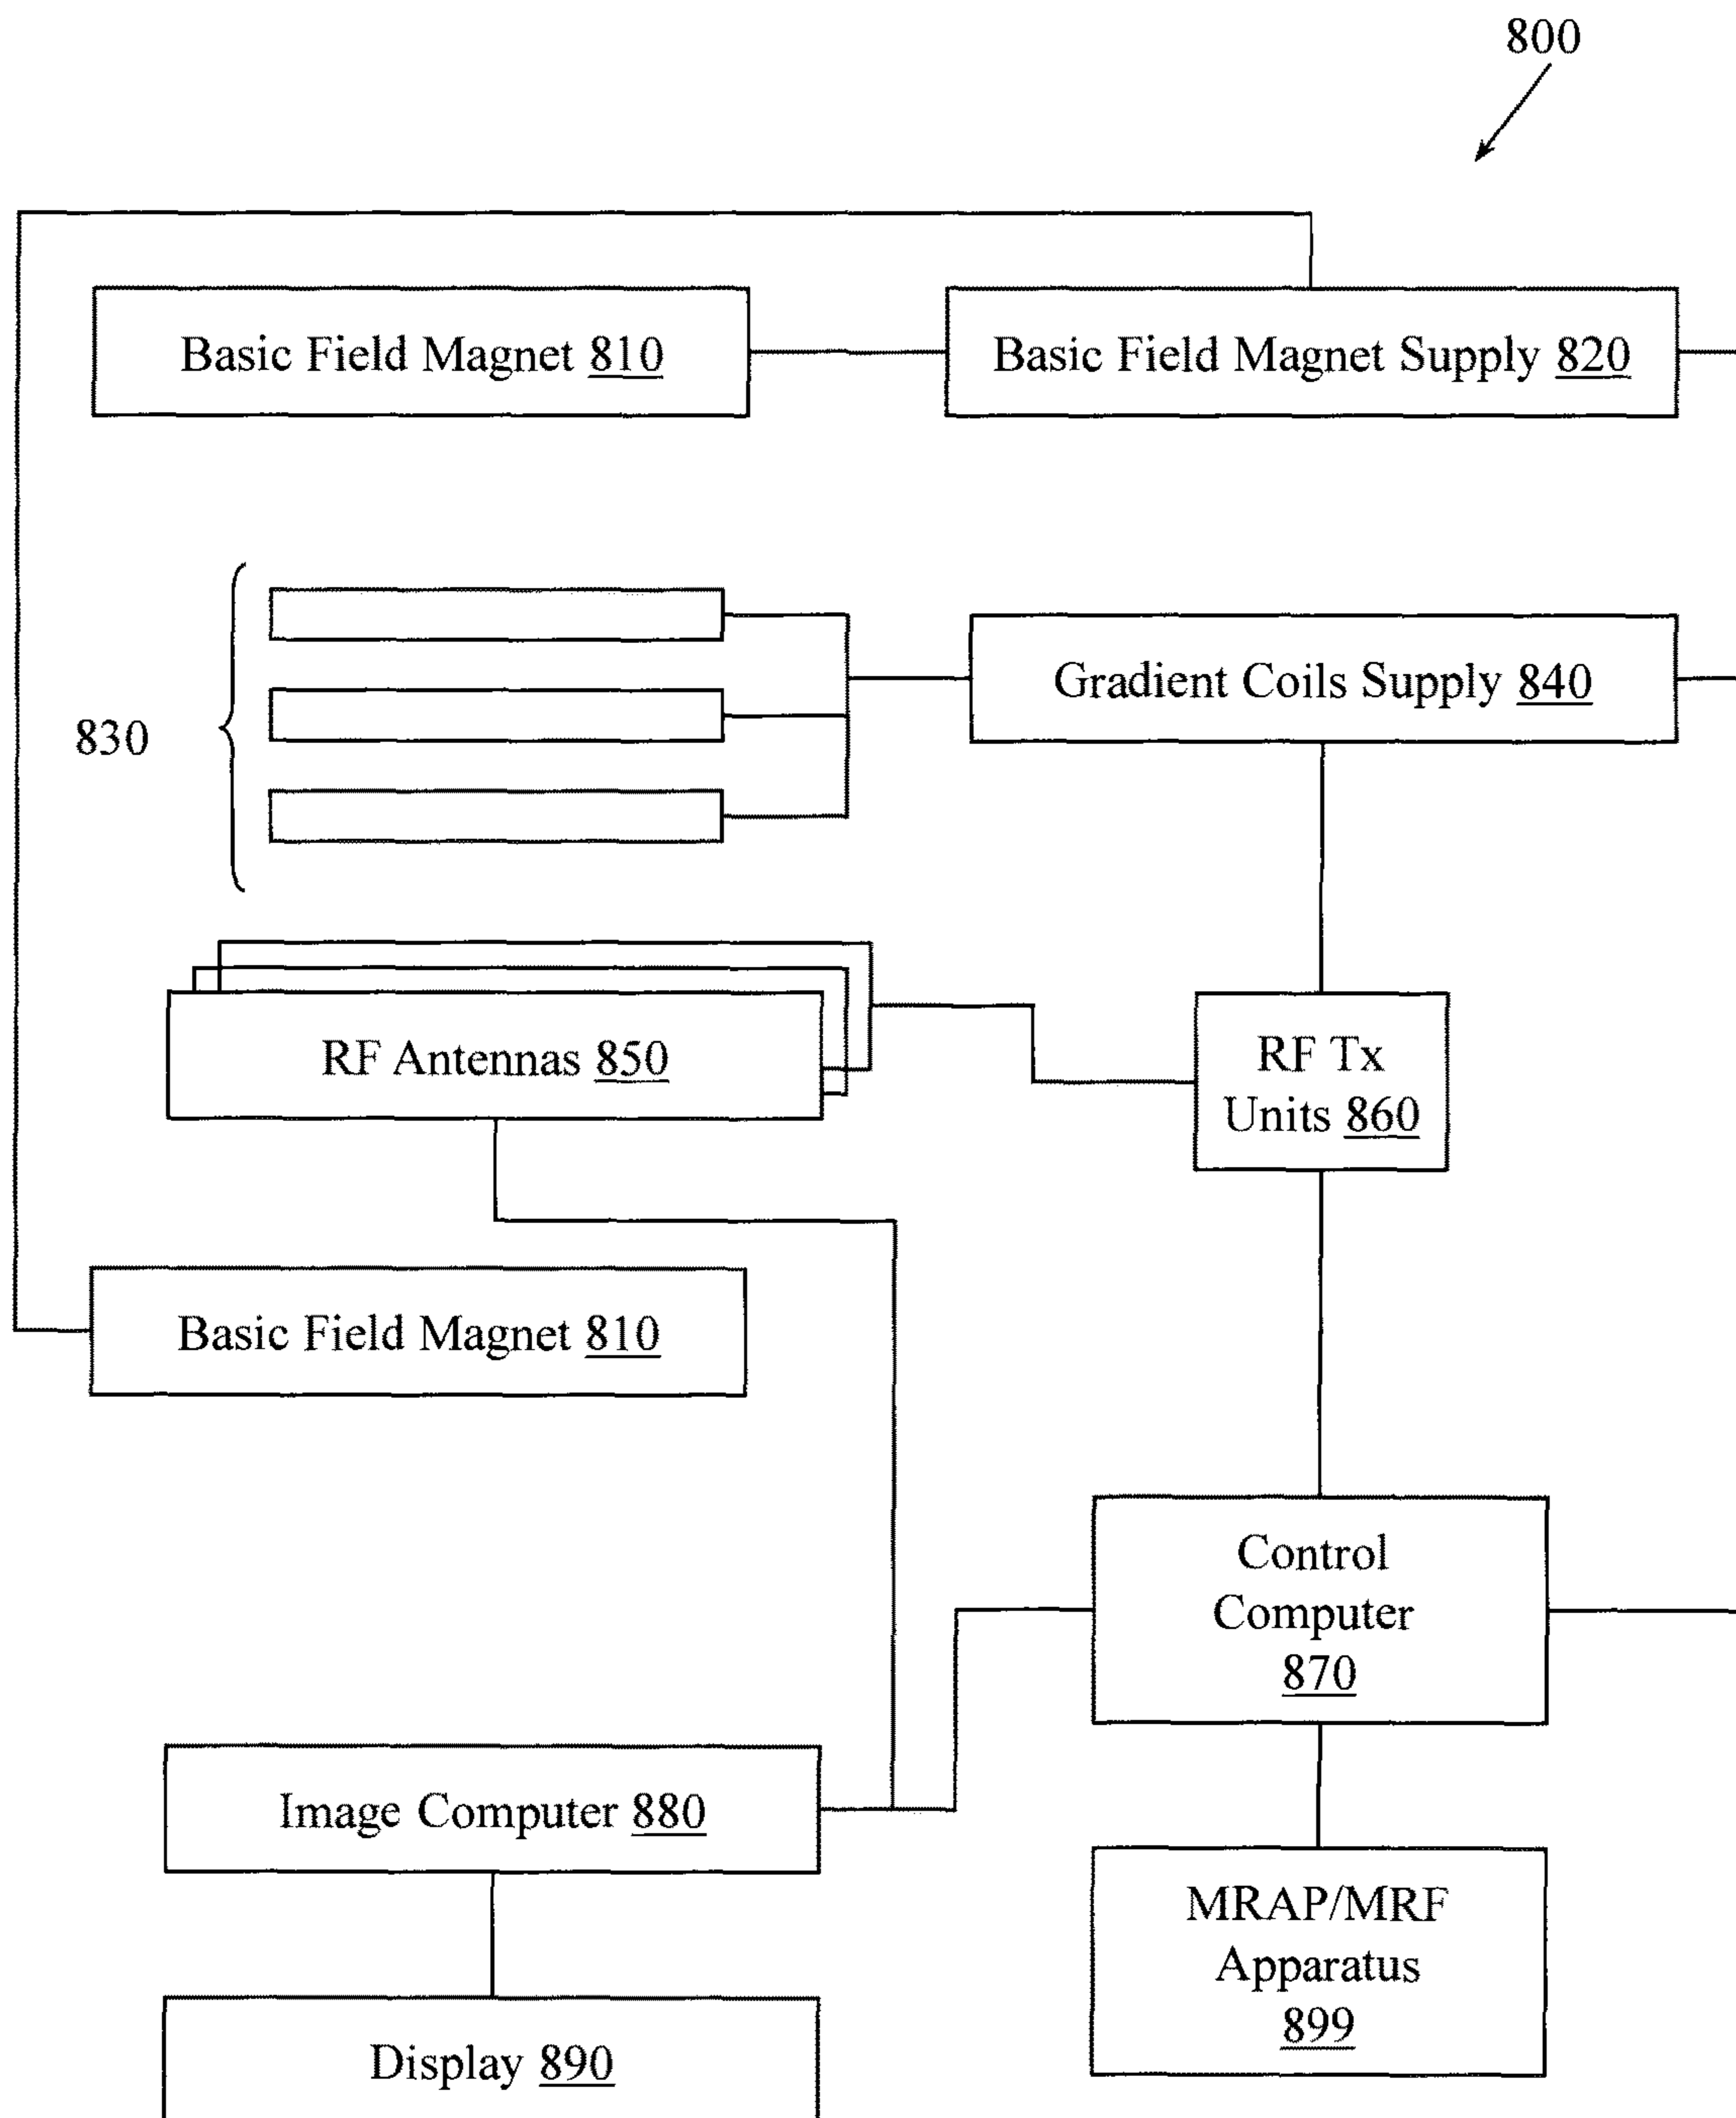 800
Basic Field Magnet 810
Basic Field Magnet Supply 820
830
Gradient Coils Supply 840
RF Antennas 850
RF Tx
Units 860
Basic Field Magnet 810
Control
Computer
870
Image Computer 880
MRAP/MRF
Apparatus
899
Display 890